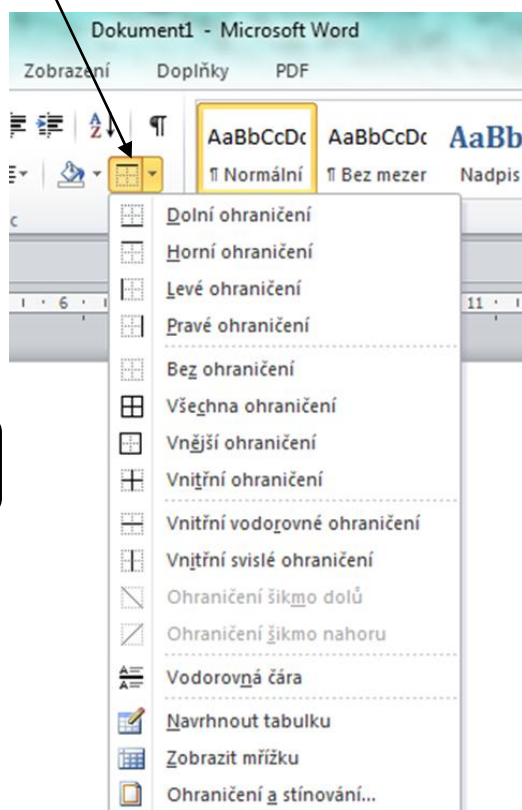 Dokument1 - Microsoft Word
Zobrazení Doplňky PDF
AaBbCcDc AaBbCcDc AaBb
¶ Normální ¶ Bez mezer Nadpis
c
6 11
Dolní ohraničení
Horní ohraničení
Levé ohraničení
Pravé ohraničení
Bez ohraničení
Všechna ohraničení
Vnější ohraničení
Vnitřní ohraničení
Vnitřní vodorovné ohraničení
Vnitřní svislé ohraničení
Ohraničení šikmo dolů
Ohraničení šikmo nahoru
Vodorovná čára
Navrhnout tabulku
Zobrazit mřížku
Ohraničení a stínování...